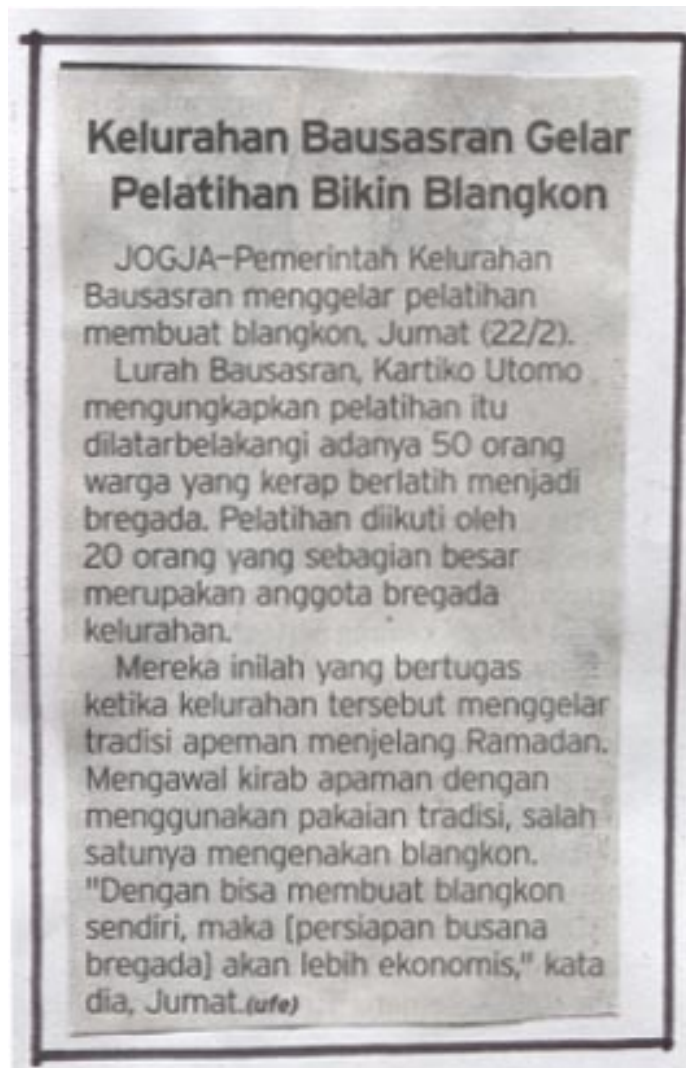 Kelurahan Bausasran Gelar
Pelatihan Bikin Blangkon
JOGJA–Pemerintah Kelurahan
Bausasran menggelar pelatihan
membuat blangkon, Jumat (22/2).
Lurah Bausasran, Kartiko Utomo
mengungkapkan pelatihan itu
dilatarbelakangi adanya 50 orang
warga yang kerap berlatih menjadi
bregada. Pelatihan diikuti oleh
20 orang yang sebagian besar
merupakan anggota bregada
kelurahan.
Mereka inilah yang bertugas
ketika kelurahan tersebut menggelar
tradisi apeman menjelang Ramadan.
Mengawal kirab apaman dengan
menggunakan pakaian tradisi, salah
satunya mengenakan blangkon.
"Dengan bisa membuat blangkon
sendiri, maka [persiapan busana
bregada] akan lebih ekonomis," kata
dia, Jumat.(ufe)